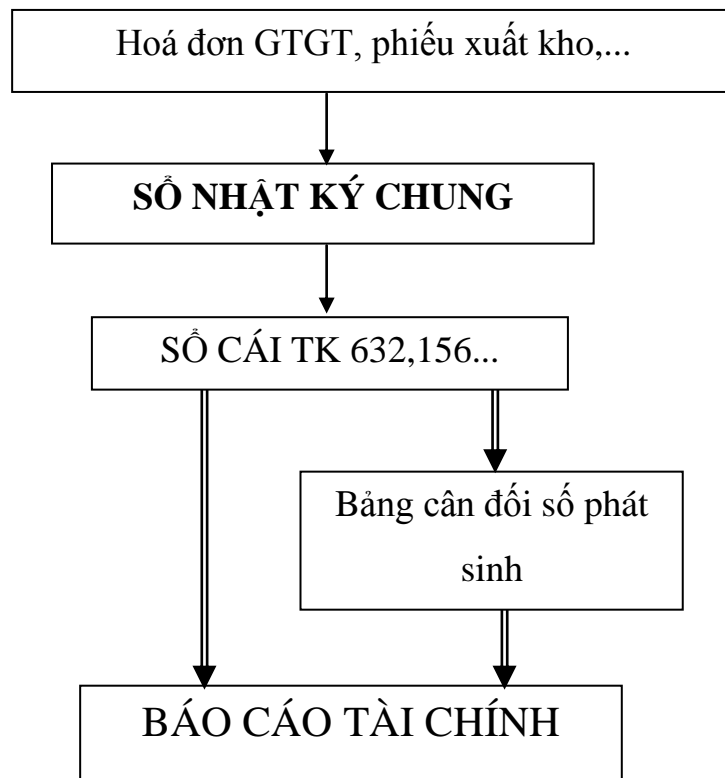 Hoá đơn GTGT, phiếu xuất kho,...
SỔ NHẬT KÝ CHUNG
SỔ CÁI TK 632,156...
Bảng cân đối số phát
sinh
BÁO CÁO TÀI CHÍNH